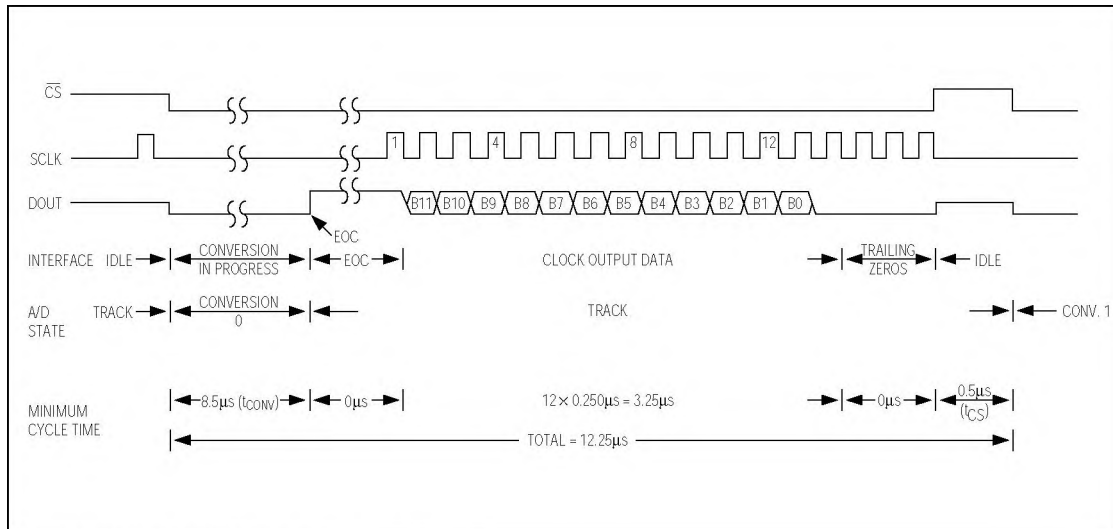 CS
SCLK
1 4 8 12
DOUT
B11 B10 B9 B8 B7 B6 B5 B4 B3 B2 B1 B0
EOC
INTERFACE IDLE
CONVERSION
IN PROGRESS
EOC
CLOCK OUTPUT DATA
TRAILING
ZEROS
IDLE
A/D
STATE
TRACK
CONVERSION
0
TRACK
CONV. 1
MINIMUM
CYCLE TIME
8.5µs (tCONV)
0µs
12 × 0.250µs = 3.25µs
0µs
0.5µs
(tCS)
TOTAL = 12.25µs